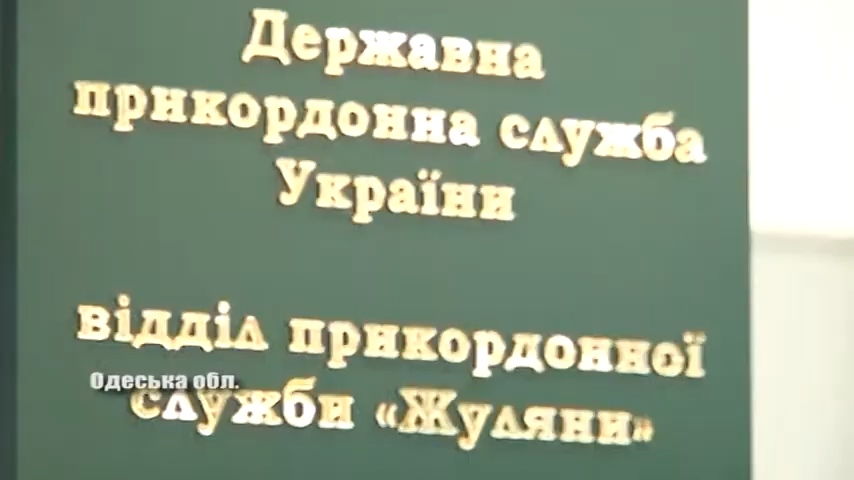 Державна
прикордонна служба
України
відділ прикордонної
Одеська обл.
служби «Жуляни»